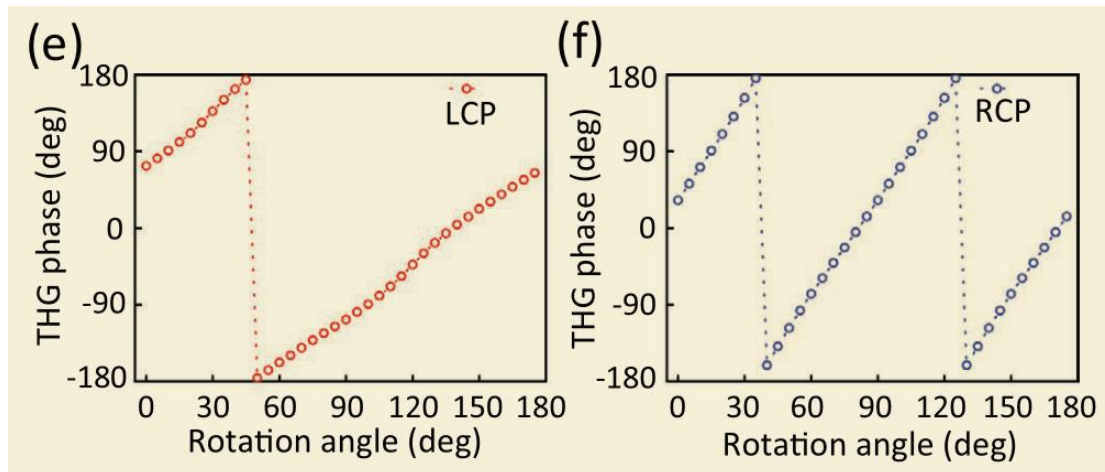 (e)
THG phase (deg)
180
90
0
-90
-180
LCP
0 30 60 90 120 150 180
Rotation angle (deg)
(f)
THG phase (deg)
180
90
0
-90
-180
RCP
0 30 60 90 120 150 180
Rotation angle (deg)